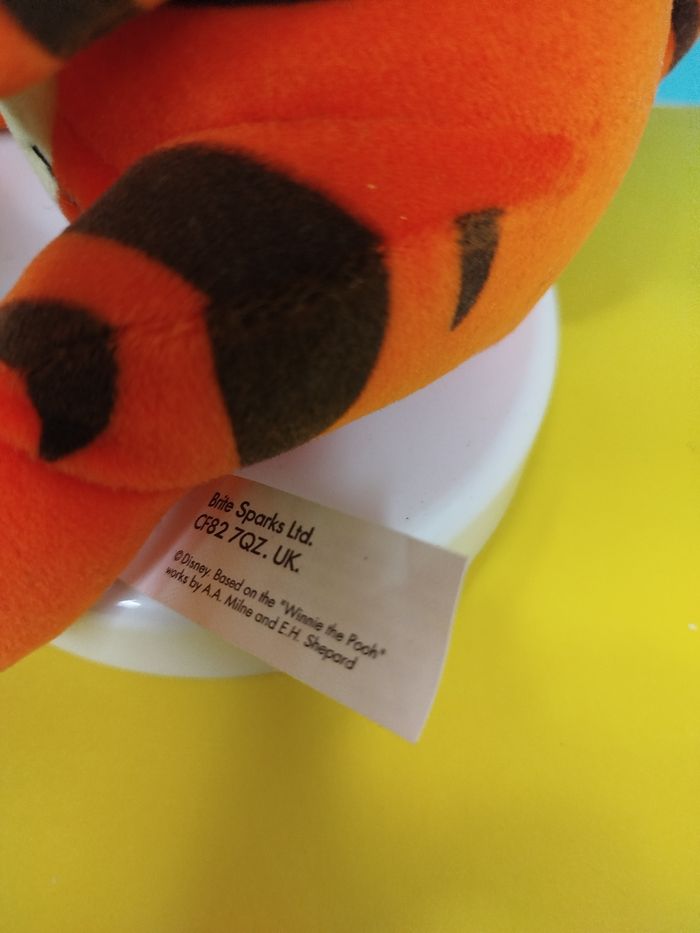 Brite Sparks Ltd.
CF82 7QZ. UK.
©Disney. Based on the "Winnie the Pooh"
works by A.A. Milne and E.H. Shepard